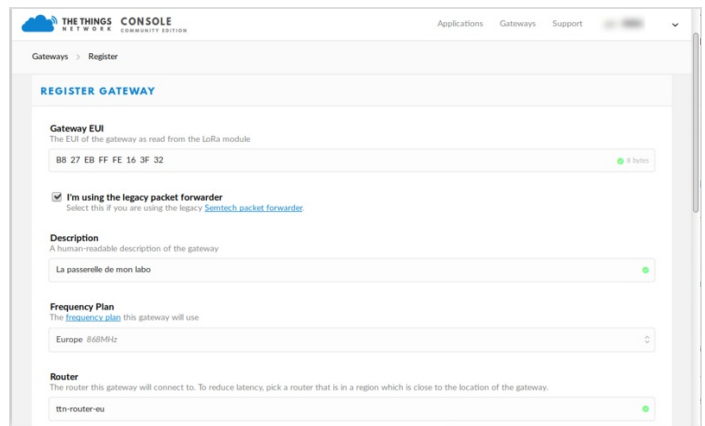 THE THINGS CONSOLE
NETWORK COMMUNITY EDITION
Applications Gateways Support
Gateways > Register
REGISTER GATEWAY
Gateway EUI
The EUI of the gateway as read from the LoRa module
B8 27 EB FF FE 16 3F 32 8 bytes
I'm using the legacy packet forwarder
Select this if you are using the legacy Semtech packet forwarder.
Description
A human-readable description of the gateway
La passerelle de mon labo
Frequency Plan
The frequency plan this gateway will use
Europe 868MHz
Router
The router this gateway will connect to. To reduce latency, pick a router that is in a region which is close to the location of the gateway.
ttn-router-eu